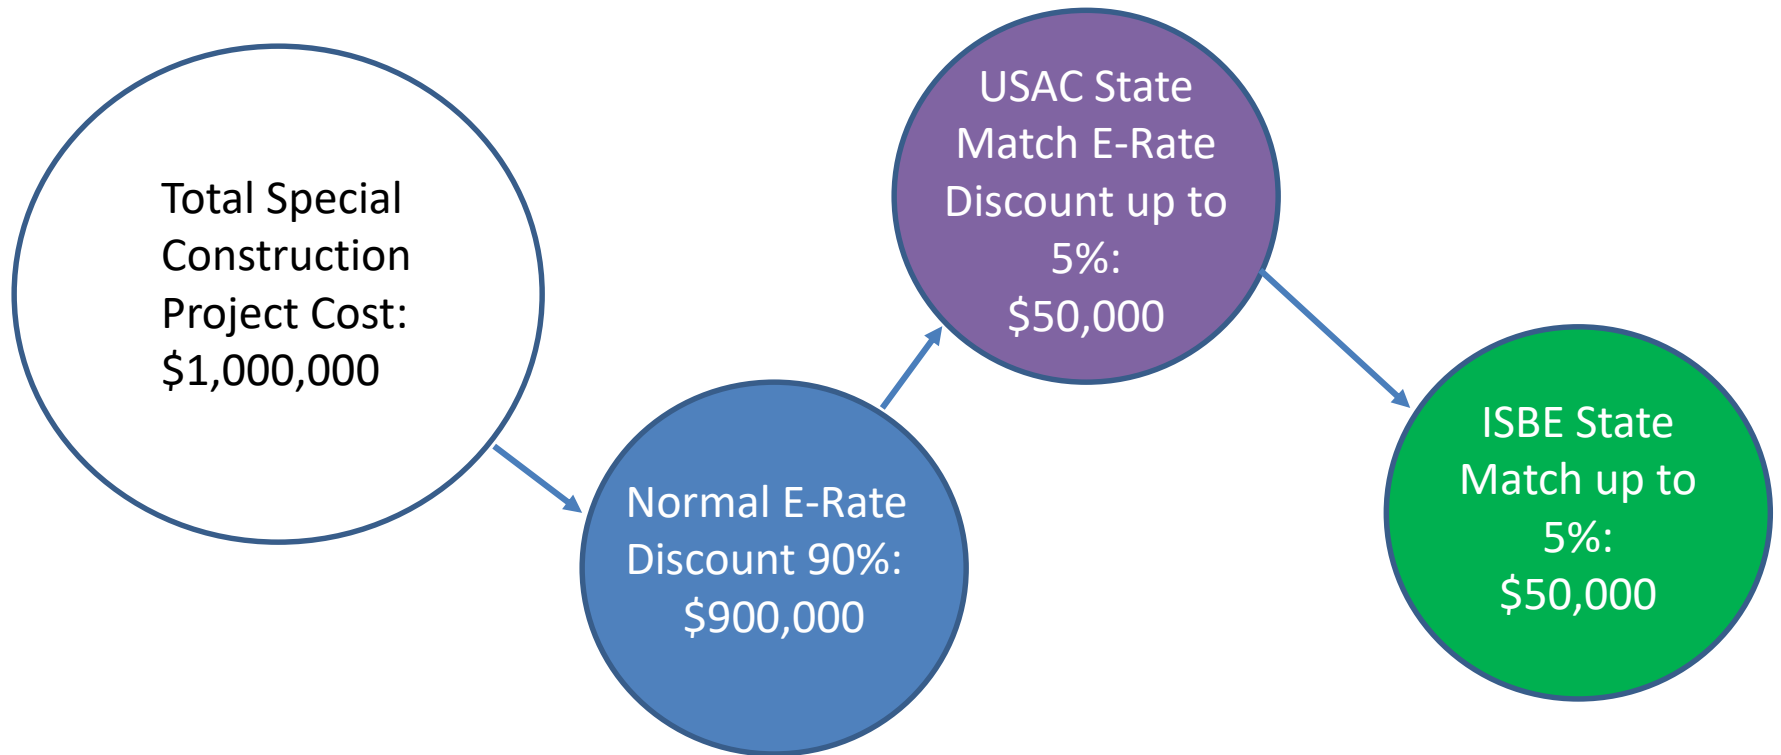 Total Special
Construction
Project Cost:
$1,000,000
Normal E-Rate
Discount 90%:
$900,000
USAC State
Match E-Rate
Discount up to
5%:
$50,000
ISBE State
Match up to
5%:
$50,000